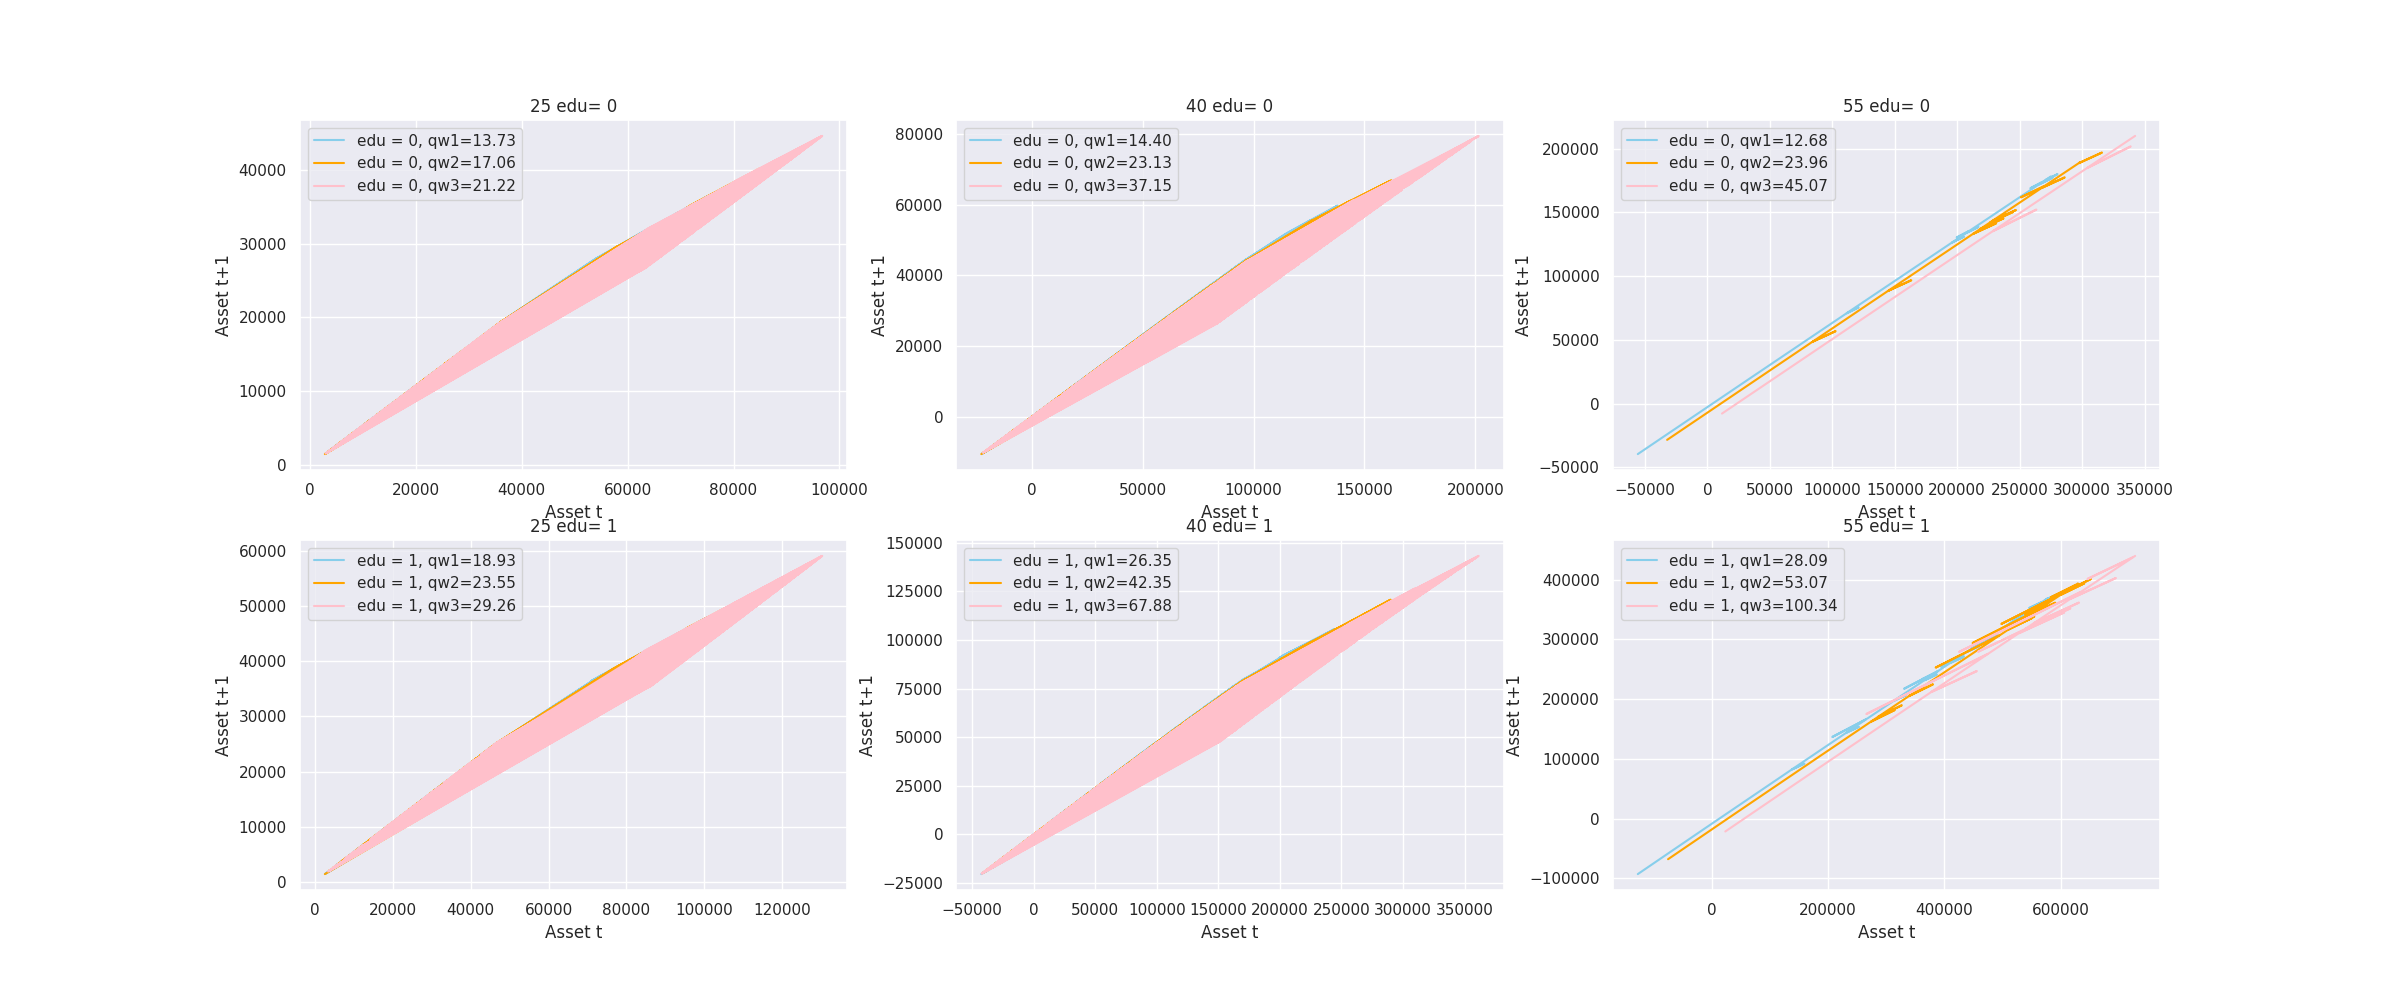 25 edu= 0
edu = 0, qw1=13.73
edu = 0, qw2=17.06
edu = 0, qw3=21.22
Asset t+1
40000
30000
20000
10000
0
0 20000 40000 60000 80000 100000
Asset t
40 edu= 0
edu = 0, qw1=14.40
edu = 0, qw2=23.13
edu = 0, qw3=37.15
Asset t+1
80000
60000
40000
20000
0
0 50000 100000 150000 200000
Asset t
55 edu= 0
edu = 0, qw1=12.68
edu = 0, qw2=23.96
edu = 0, qw3=45.07
Asset t+1
200000
150000
100000
50000
0
−50000
−50000 0 50000 100000 150000 200000 250000 300000 350000
Asset t
25 edu= 1
edu = 1, qw1=18.93
edu = 1, qw2=23.55
edu = 1, qw3=29.26
Asset t+1
60000
50000
40000
30000
20000
10000
0
0 20000 40000 60000 80000 100000 120000
Asset t
40 edu= 1
edu = 1, qw1=26.35
edu = 1, qw2=42.35
edu = 1, qw3=67.88
Asset t+1
150000
125000
100000
75000
50000
25000
0
−25000
−50000 0 50000 100000 150000 200000 250000 300000 350000
Asset t
55 edu= 1
edu = 1, qw1=28.09
edu = 1, qw2=53.07
edu = 1, qw3=100.34
Asset t+1
400000
300000
200000
100000
0
−100000
0 200000 400000 600000
Asset t